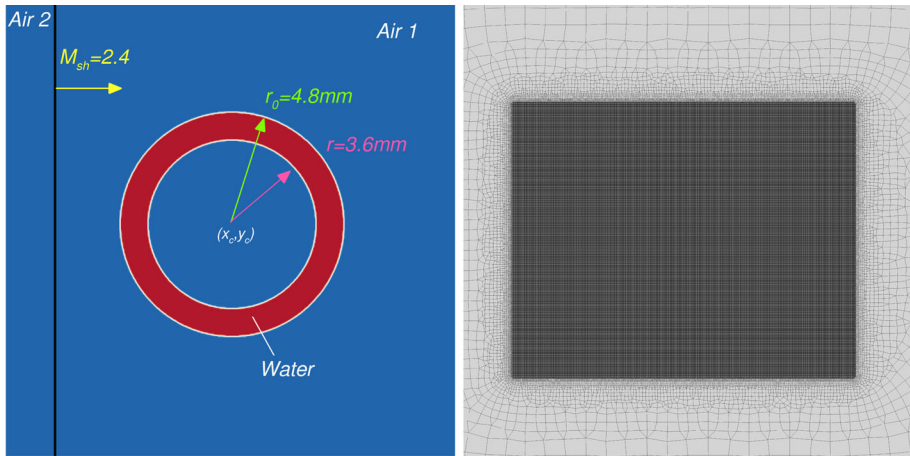 Air 2
Air 1
M_sh=2.4
r_0=4.8mm
r=3.6mm
(x_c,y_c)
Water